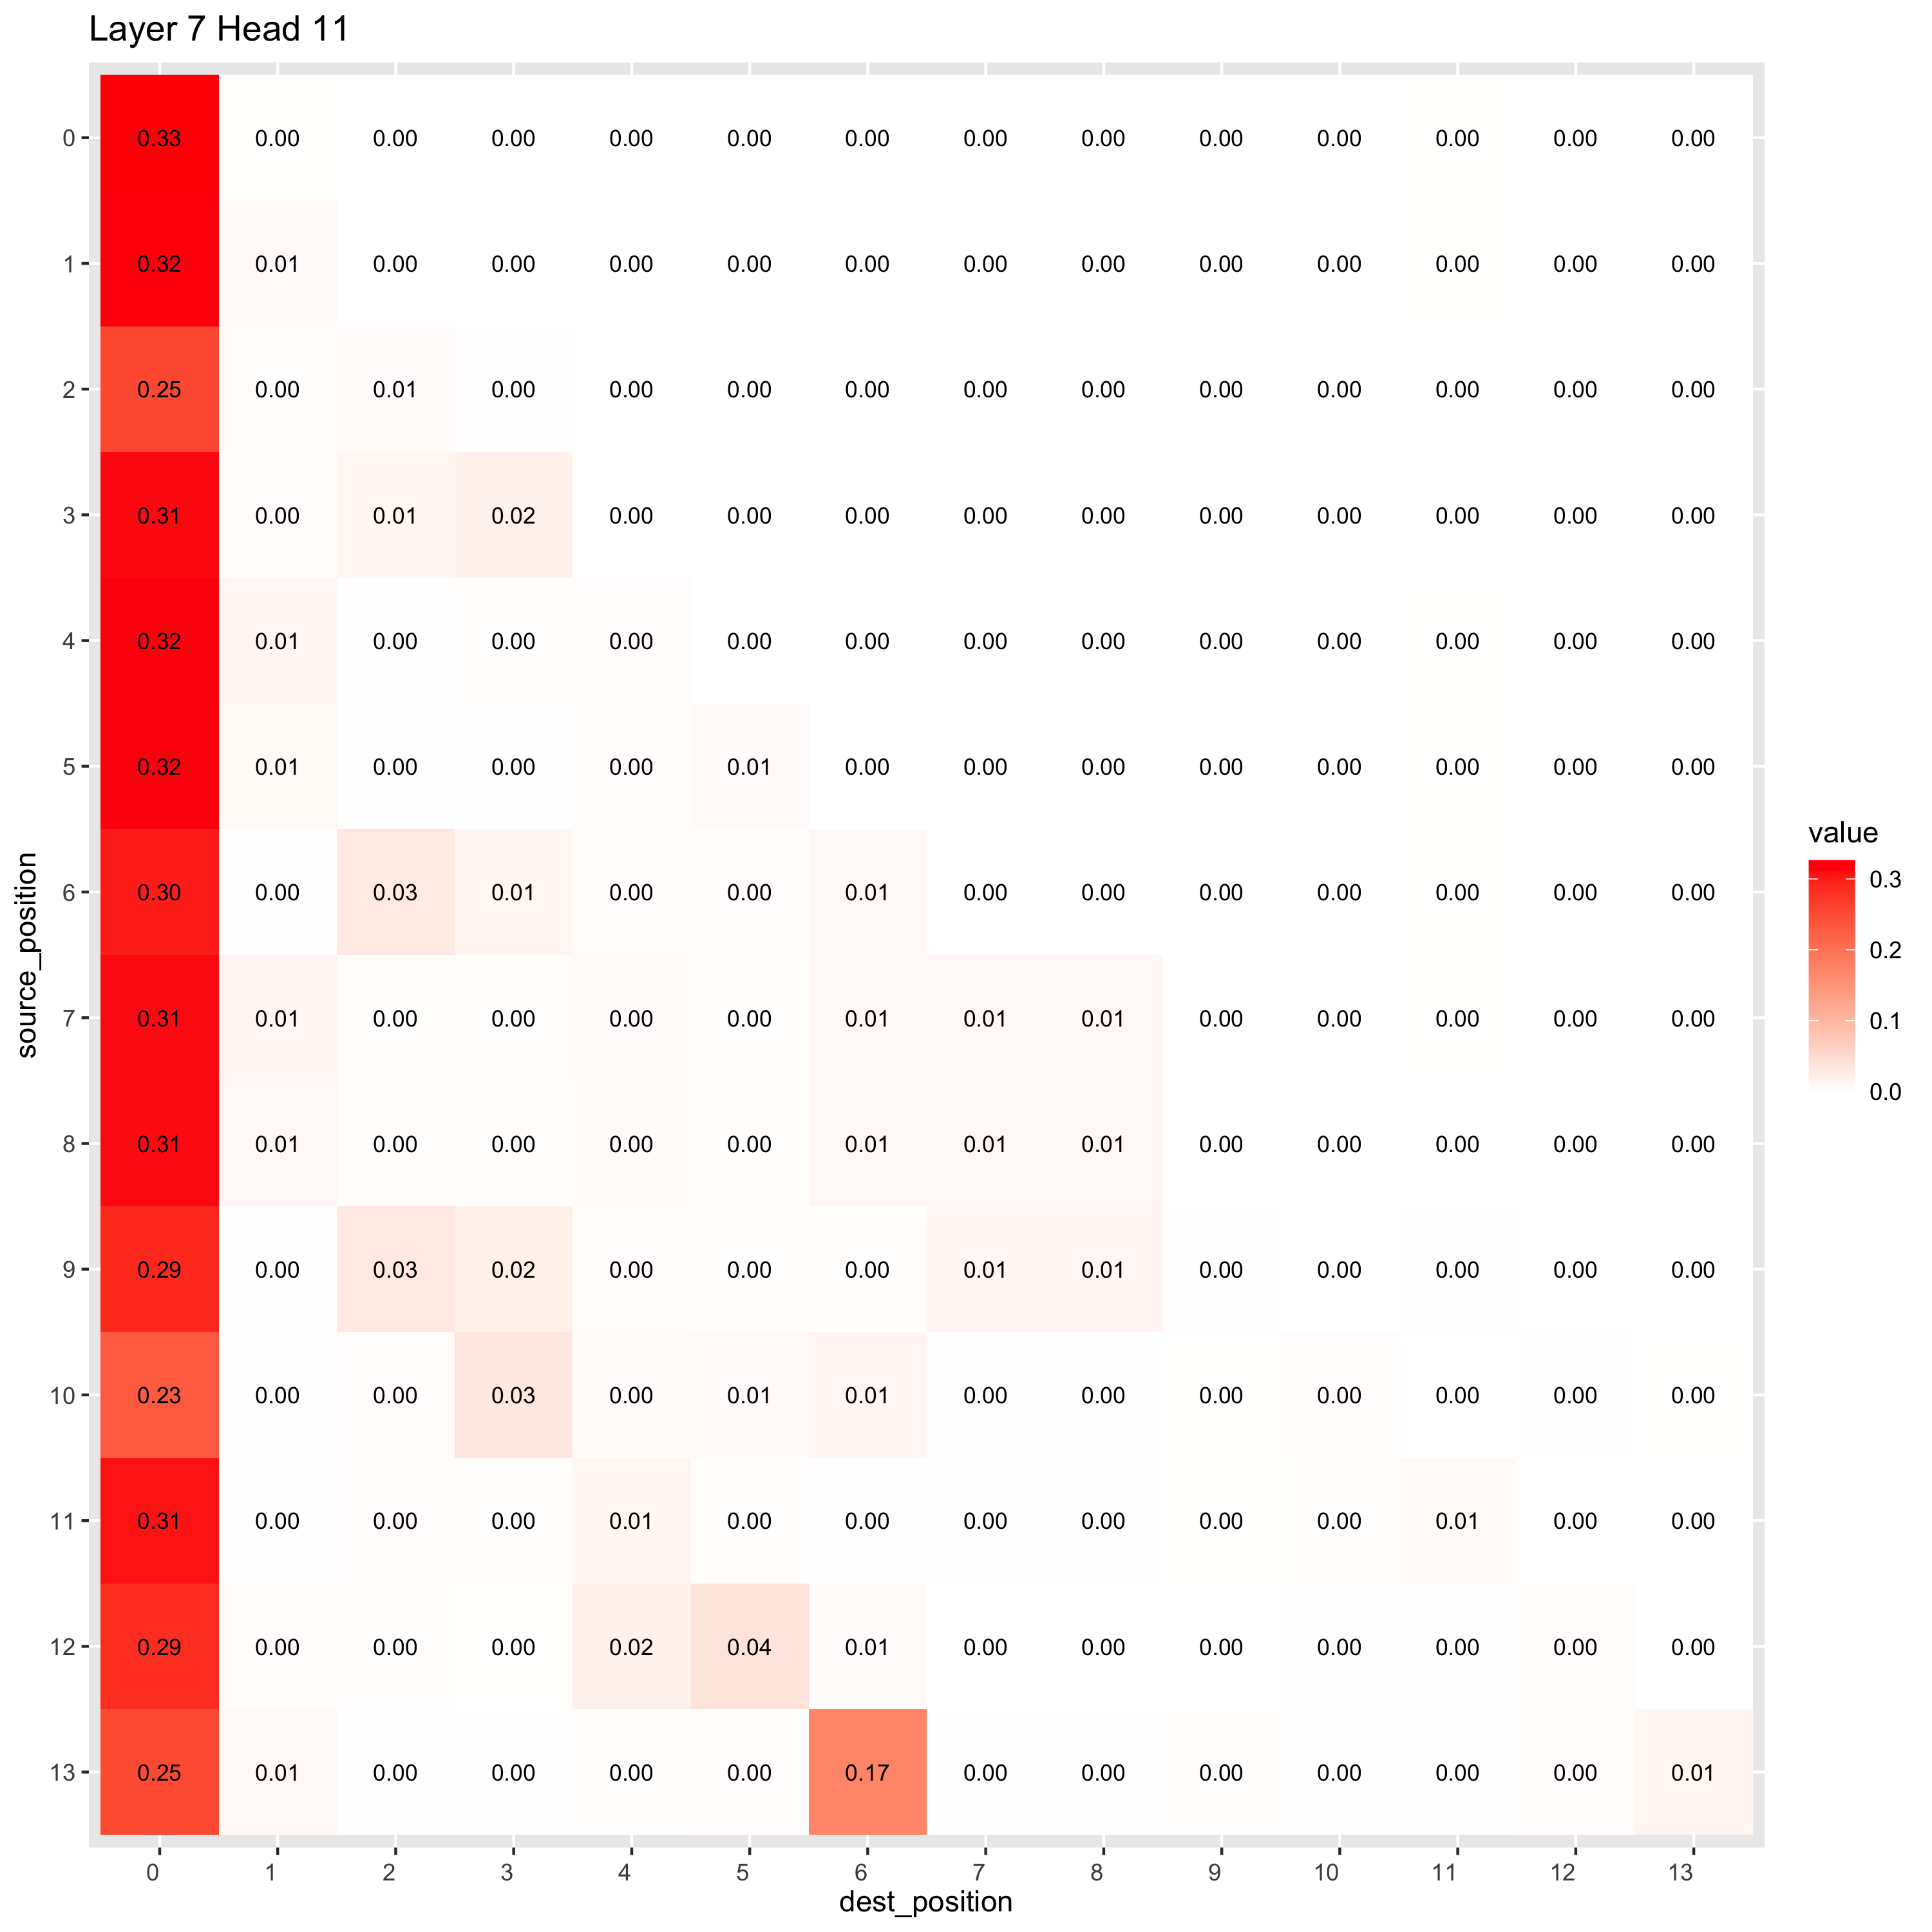 Layer 7 Head 11
0 0.33 0.00 0.00 0.00 0.00 0.00 0.00 0.00 0.00 0.00 0.00 0.00 0.00 0.00
1 0.32 0.01 0.00 0.00 0.00 0.00 0.00 0.00 0.00 0.00 0.00 0.00 0.00 0.00
2 0.25 0.00 0.01 0.00 0.00 0.00 0.00 0.00 0.00 0.00 0.00 0.00 0.00 0.00
3 0.31 0.00 0.01 0.02 0.00 0.00 0.00 0.00 0.00 0.00 0.00 0.00 0.00 0.00
4 0.32 0.01 0.00 0.00 0.00 0.00 0.00 0.00 0.00 0.00 0.00 0.00 0.00 0.00
5 0.32 0.01 0.00 0.00 0.00 0.01 0.00 0.00 0.00 0.00 0.00 0.00 0.00 0.00
6 0.30 0.00 0.03 0.01 0.00 0.00 0.01 0.00 0.00 0.00 0.00 0.00 0.00 0.00
7 0.31 0.01 0.00 0.00 0.00 0.00 0.01 0.01 0.01 0.00 0.00 0.00 0.00 0.00
8 0.31 0.01 0.00 0.00 0.00 0.00 0.01 0.01 0.01 0.00 0.00 0.00 0.00 0.00
9 0.29 0.00 0.03 0.02 0.00 0.00 0.00 0.01 0.01 0.00 0.00 0.00 0.00 0.00
10 0.23 0.00 0.00 0.03 0.00 0.01 0.01 0.00 0.00 0.00 0.00 0.00 0.00 0.00
11 0.31 0.00 0.00 0.00 0.01 0.00 0.00 0.00 0.00 0.00 0.00 0.01 0.00 0.00
12 0.29 0.00 0.00 0.00 0.02 0.04 0.01 0.00 0.00 0.00 0.00 0.00 0.00 0.00
13 0.25 0.01 0.00 0.00 0.00 0.00 0.17 0.00 0.00 0.00 0.00 0.00 0.00 0.01
0 1 2 3 4 5 6 7 8 9 10 11 12 13
dest_position
source_position
value
0.3
0.2
0.1
0.0